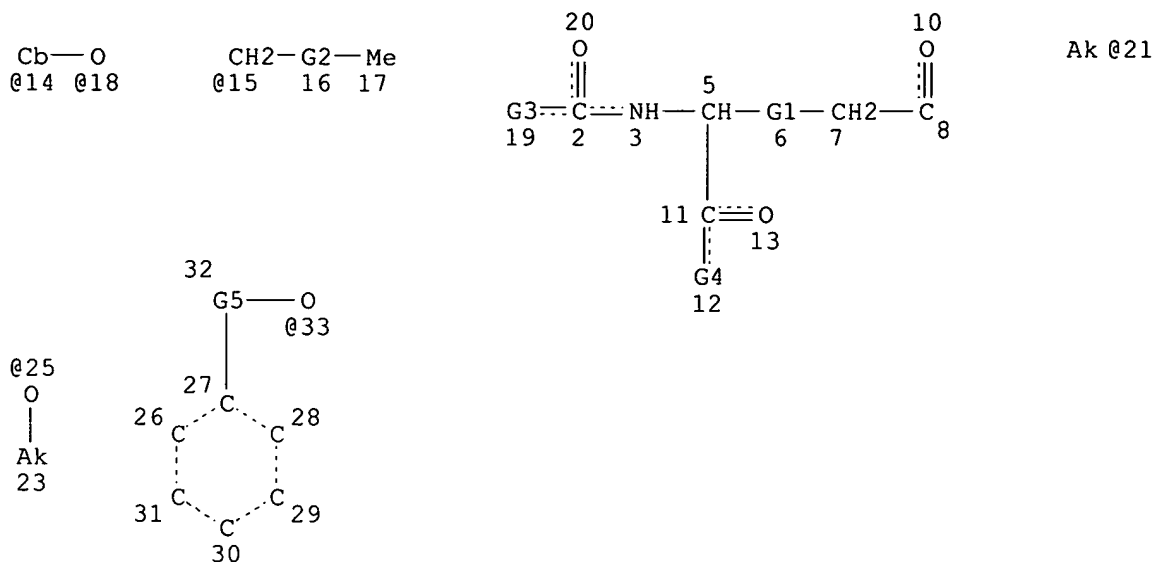 20 10
Cb O CH2 G2 Me O O Ak @21
@14 @18 @15 16 17 5
G3 C NH CH G1 CH2 C
19 2 3 6 7 8
11 C O
13
32 G4
G5 O 12
@33
@25
O 27
C
26 28
C C
Ak
23
C C
31 C 29
30